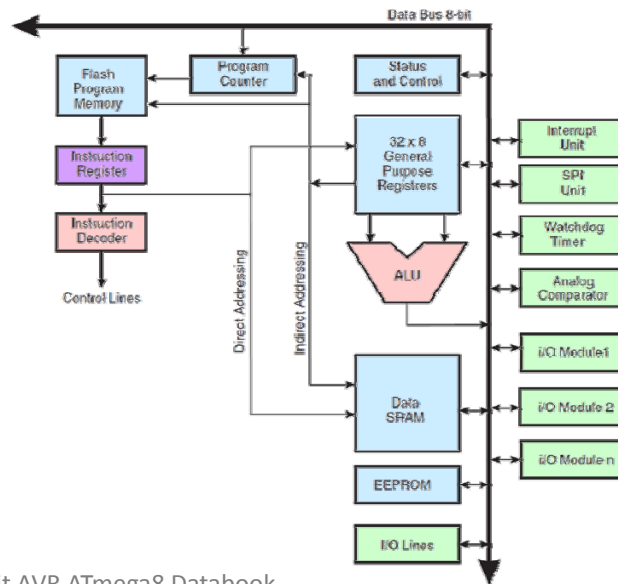 Data Bus 8-bit
Flash
Program
Memory
Program
Counter
Status
and Control
Instruction
Register
32 x 8
General
Purpose
Registrers
Instruction
Decoder
Control Lines
Direct Addressing
Indirect Addressing
ALU
Data
SRAM
EEPROM
I/O Lines
Interrupt
Unit
SPI
Unit
Watchdog
Timer
Analog
Comparator
i/O Module1
i/O Module 2
i/O Module n
it AVR ATmega8 Databook